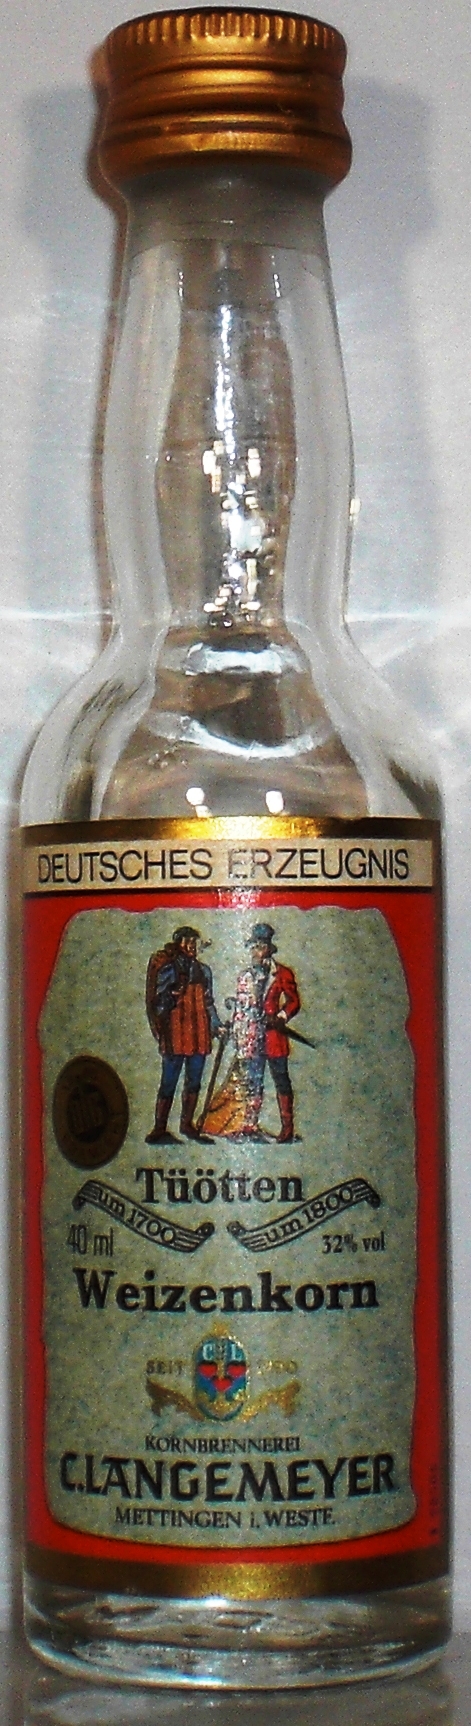 DEUTSCHES ERZEUGNIS
Tüötten
um 1700 um 1800
40 ml 32% vol
Weizenkorn
C L
SEIT
KORNBRENNEREI
C.LANGEMEYER
METTINGEN i. WESTF.